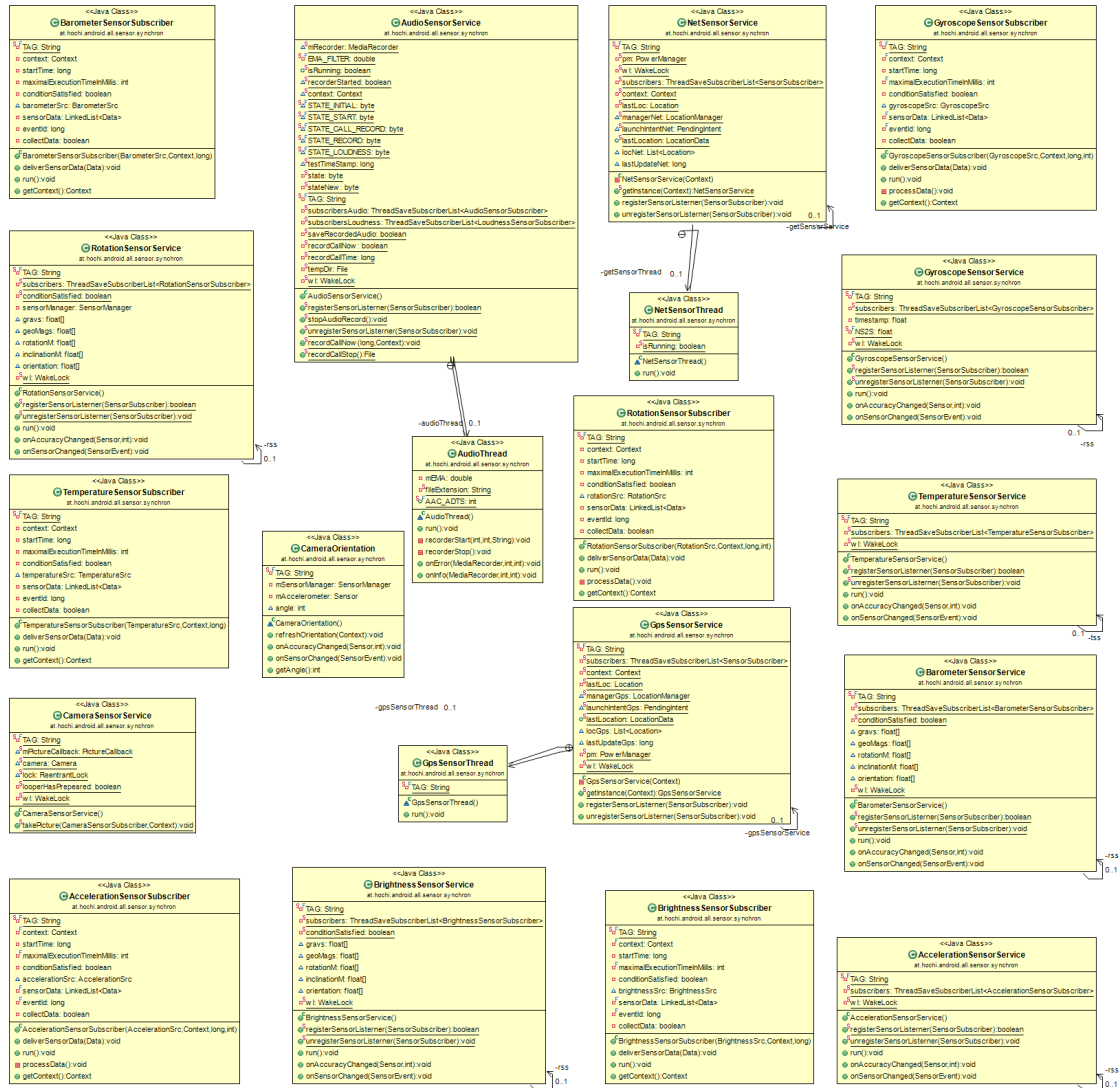 <<Java Class>>
BarometerSensorSubscriber
at.hochi.android.all.sensor.synchron
TAG: String
context: Context
startTime: long
maximalExecutionTimeInMillis: int
conditionSatisfied: boolean
barometerSrc: BarometerSrc
sensorData: LinkedList<Data>
eventId: long
collectData: boolean
BarometerSensorSubscriber(BarometerSrc,Context,long)
deliverSensorData(Data):void
run():void
getContext():Context
<<Java Class>>
AudioSensorService
at.hochi.android.all.sensor.synchron
mRecorder: MediaRecorder
EMA_FILTER: double
isRunning: boolean
recorderStarted: boolean
context: Context
STATE_INITIAL: byte
STATE_START: byte
STATE_CALL_RECORD: byte
STATE_RECORD: byte
STATE_LOUDNESS: byte
testTimeStamp: long
state: byte
stateNew: byte
TAG: String
subscribersAudio: ThreadSaveSubscriberList<AudioSensorSubscriber>
subscribersLoudness: ThreadSaveSubscriberList<LoudnessSensorSubscriber>
saveRecordedAudio: boolean
recordCallNow: boolean
recordCallTime: long
tempDir: File
wl: WakeLock
AudioSensorService()
registerSensorListerner(SensorSubscriber):boolean
stopAudioRecord():void
unregisterSensorListerner(SensorSubscriber):void
recordCallNow(long,Context):void
recordCallStop():File
<<Java Class>>
NetSensorService
at.hochi.android.all.sensor.synchron
TAG: String
pm: PowerManager
wl: WakeLock
subscribers: ThreadSaveSubscriberList<SensorSubscriber>
context: Context
lastLoc: Location
managerNet: LocationManager
launchIntentNet: PendingIntent
lastLocation: LocationData
locNet: List<Location>
lastUpdateNet: long
NetSensorService(Context)
getInstance(Context):NetSensorService
registerSensorListerner(SensorSubscriber):void
unregisterSensorListerner(SensorSubscriber):void
0..1
-getSensorService
<<Java Class>>
GyroscopeSensorSubscriber
at.hochi.android.all.sensor.synchron
TAG: String
context: Context
startTime: long
maximalExecutionTimeInMillis: int
conditionSatisfied: boolean
gyroscopeSrc: GyroscopeSrc
sensorData: LinkedList<Data>
eventId: long
collectData: boolean
GyroscopeSensorSubscriber(GyroscopeSrc,Context,long,int)
deliverSensorData(Data):void
run():void
processData():void
getContext():Context
<<Java Class>>
RotationSensorService
at.hochi.android.all.sensor.synchron
TAG: String
subscribers: ThreadSaveSubscriberList<RotationSensorSubscriber>
conditionSatisfied: boolean
sensorManager: SensorManager
gravs: float[]
geoMags: float[]
rotationM: float[]
inclinationM: float[]
orientation: float[]
wl: WakeLock
RotationSensorService()
registerSensorListerner(SensorSubscriber):boolean
unregisterSensorListerner(SensorSubscriber):void
run():void
onAccuracyChanged(Sensor,int):void
onSensorChanged(SensorEvent):void
-rss
0..1
-getSensorThread 0..1
<<Java Class>>
NetSensorThread
at.hochi.android.all.sensor.synchron
TAG: String
isRunning: boolean
NetSensorThread()
run():void
<<Java Class>>
GyroscopeSensorService
at.hochi.android.all.sensor.synchron
TAG: String
subscribers: ThreadSaveSubscriberList<GyroscopeSensorSubscriber>
timestamp: float
NS2S: float
wl: WakeLock
GyroscopeSensorService()
registerSensorListerner(SensorSubscriber):boolean
unregisterSensorListerner(SensorSubscriber):void
run():void
onAccuracyChanged(Sensor,int):void
onSensorChanged(SensorEvent):void
0..1
-rss
-audioThread 0..1
<<Java Class>>
AudioThread
at.hochi.android.all.sensor.synchron
mEMA: double
fileExtension: String
AAC_ADTS: int
AudioThread()
run():void
recorderStart(int,int,String):void
recorderStop():void
onError(MediaRecorder,int,int):void
onInfo(MediaRecorder,int,int):void
<<Java Class>>
RotationSensorSubscriber
at.hochi.android.all.sensor.synchron
TAG: String
context: Context
startTime: long
maximalExecutionTimeInMillis: int
conditionSatisfied: boolean
rotationSrc: RotationSrc
sensorData: LinkedList<Data>
eventId: long
collectData: boolean
RotationSensorSubscriber(RotationSrc,Context,long,int)
deliverSensorData(Data):void
run():void
processData():void
getContext():Context
<<Java Class>>
TemperatureSensorSubscriber
at.hochi.android.all.sensor.synchron
TAG: String
context: Context
startTime: long
maximalExecutionTimeInMillis: int
conditionSatisfied: boolean
temperatureSrc: TemperatureSrc
sensorData: LinkedList<Data>
eventId: long
collectData: boolean
TemperatureSensorSubscriber(TemperatureSrc,Context,long)
deliverSensorData(Data):void
run():void
getContext():Context
<<Java Class>>
CameraOrientation
at.hochi.android.all.sensor.synchron
TAG: String
mSensorManager: SensorManager
mAccelerometer: Sensor
angle: int
CameraOrientation()
refreshOrientation(Context):void
onAccuracyChanged(Sensor,int):void
onSensorChanged(SensorEvent):void
getAngle():int
<<Java Class>>
TemperatureSensorService
at.hochi.android.all.sensor.synchron
TAG: String
subscribers: ThreadSaveSubscriberList<TemperatureSensorSubscriber>
wl: WakeLock
TemperatureSensorService()
registerSensorListerner(SensorSubscriber):boolean
unregisterSensorListerner(SensorSubscriber):void
run():void
onAccuracyChanged(Sensor,int):void
onSensorChanged(SensorEvent):void
0..1
-tss
<<Java Class>>
GpsSensorService
at.hochi.android.all.sensor.synchron
TAG: String
subscribers: ThreadSaveSubscriberList<SensorSubscriber>
context: Context
lastLoc: Location
managerGps: LocationManager
launchIntentGps: PendingIntent
lastLocation: LocationData
locGps: List<Location>
lastUpdateGps: long
pm: PowerManager
wl: WakeLock
GpsSensorService(Context)
getInstance(Context):GpsSensorService
registerSensorListerner(SensorSubscriber):void
unregisterSensorListerner(SensorSubscriber):void
0..1
-gpsSensorService
<<Java Class>>
BarometerSensorService
at.hochi.android.all.sensor.synchron
TAG: String
subscribers: ThreadSaveSubscriberList<BarometerSensorSubscriber>
conditionSatisfied: boolean
gravs: float[]
geoMags: float[]
rotationM: float[]
inclinationM: float[]
orientation: float[]
wl: WakeLock
BarometerSensorService()
registerSensorListerner(SensorSubscriber):boolean
unregisterSensorListerner(SensorSubscriber):void
run():void
onAccuracyChanged(Sensor,int):void
onSensorChanged(SensorEvent):void
-rss
0..1
<<Java Class>>
CameraSensorService
at.hochi.android.all.sensor.synchron
TAG: String
mPictureCallback: PictureCallback
camera: Camera
lock: ReentrantLock
looperHasPrepeared: boolean
wl: WakeLock
CameraSensorService()
takePicture(CameraSensorSubscriber,Context):void
-gpsSensorThread 0..1
<<Java Class>>
GpsSensorThread
at.hochi.android.all.sensor.synchron
TAG: String
GpsSensorThread()
run():void
<<Java Class>>
AccelerationSensorSubscriber
at.hochi.android.all.sensor.synchron
TAG: String
context: Context
startTime: long
maximalExecutionTimeInMillis: int
conditionSatisfied: boolean
accelerationSrc: AccelerationSrc
sensorData: LinkedList<Data>
eventId: long
collectData: boolean
AccelerationSensorSubscriber(AccelerationSrc,Context,long,int)
deliverSensorData(Data):void
run():void
processData():void
getContext():Context
<<Java Class>>
BrightnessSensorService
at.hochi.android.all.sensor.synchron
TAG: String
subscribers: ThreadSaveSubscriberList<BrightnessSensorSubscriber>
conditionSatisfied: boolean
gravs: float[]
geoMags: float[]
rotationM: float[]
inclinationM: float[]
orientation: float[]
wl: WakeLock
BrightnessSensorService()
registerSensorListerner(SensorSubscriber):boolean
unregisterSensorListerner(SensorSubscriber):void
run():void
onAccuracyChanged(Sensor,int):void
onSensorChanged(SensorEvent):void
-rss
0..1
<<Java Class>>
BrightnessSensorSubscriber
at.hochi.android.all.sensor.synchron
TAG: String
context: Context
startTime: long
maximalExecutionTimeInMillis: int
conditionSatisfied: boolean
brightnessSrc: BrightnessSrc
sensorData: LinkedList<Data>
eventId: long
collectData: boolean
BrightnessSensorSubscriber(BrightnessSrc,Context,long)
deliverSensorData(Data):void
run():void
getContext():Context
<<Java Class>>
AccelerationSensorService
at.hochi.android.all.sensor.synchron
TAG: String
subscribers: ThreadSaveSubscriberList<AccelerationSensorSubscriber>
wl: WakeLock
AccelerationSensorService()
registerSensorListerner(SensorSubscriber):boolean
unregisterSensorListerner(SensorSubscriber):void
run():void
onAccuracyChanged(Sensor,int):void
onSensorChanged(SensorEvent):void
-rss
0..1